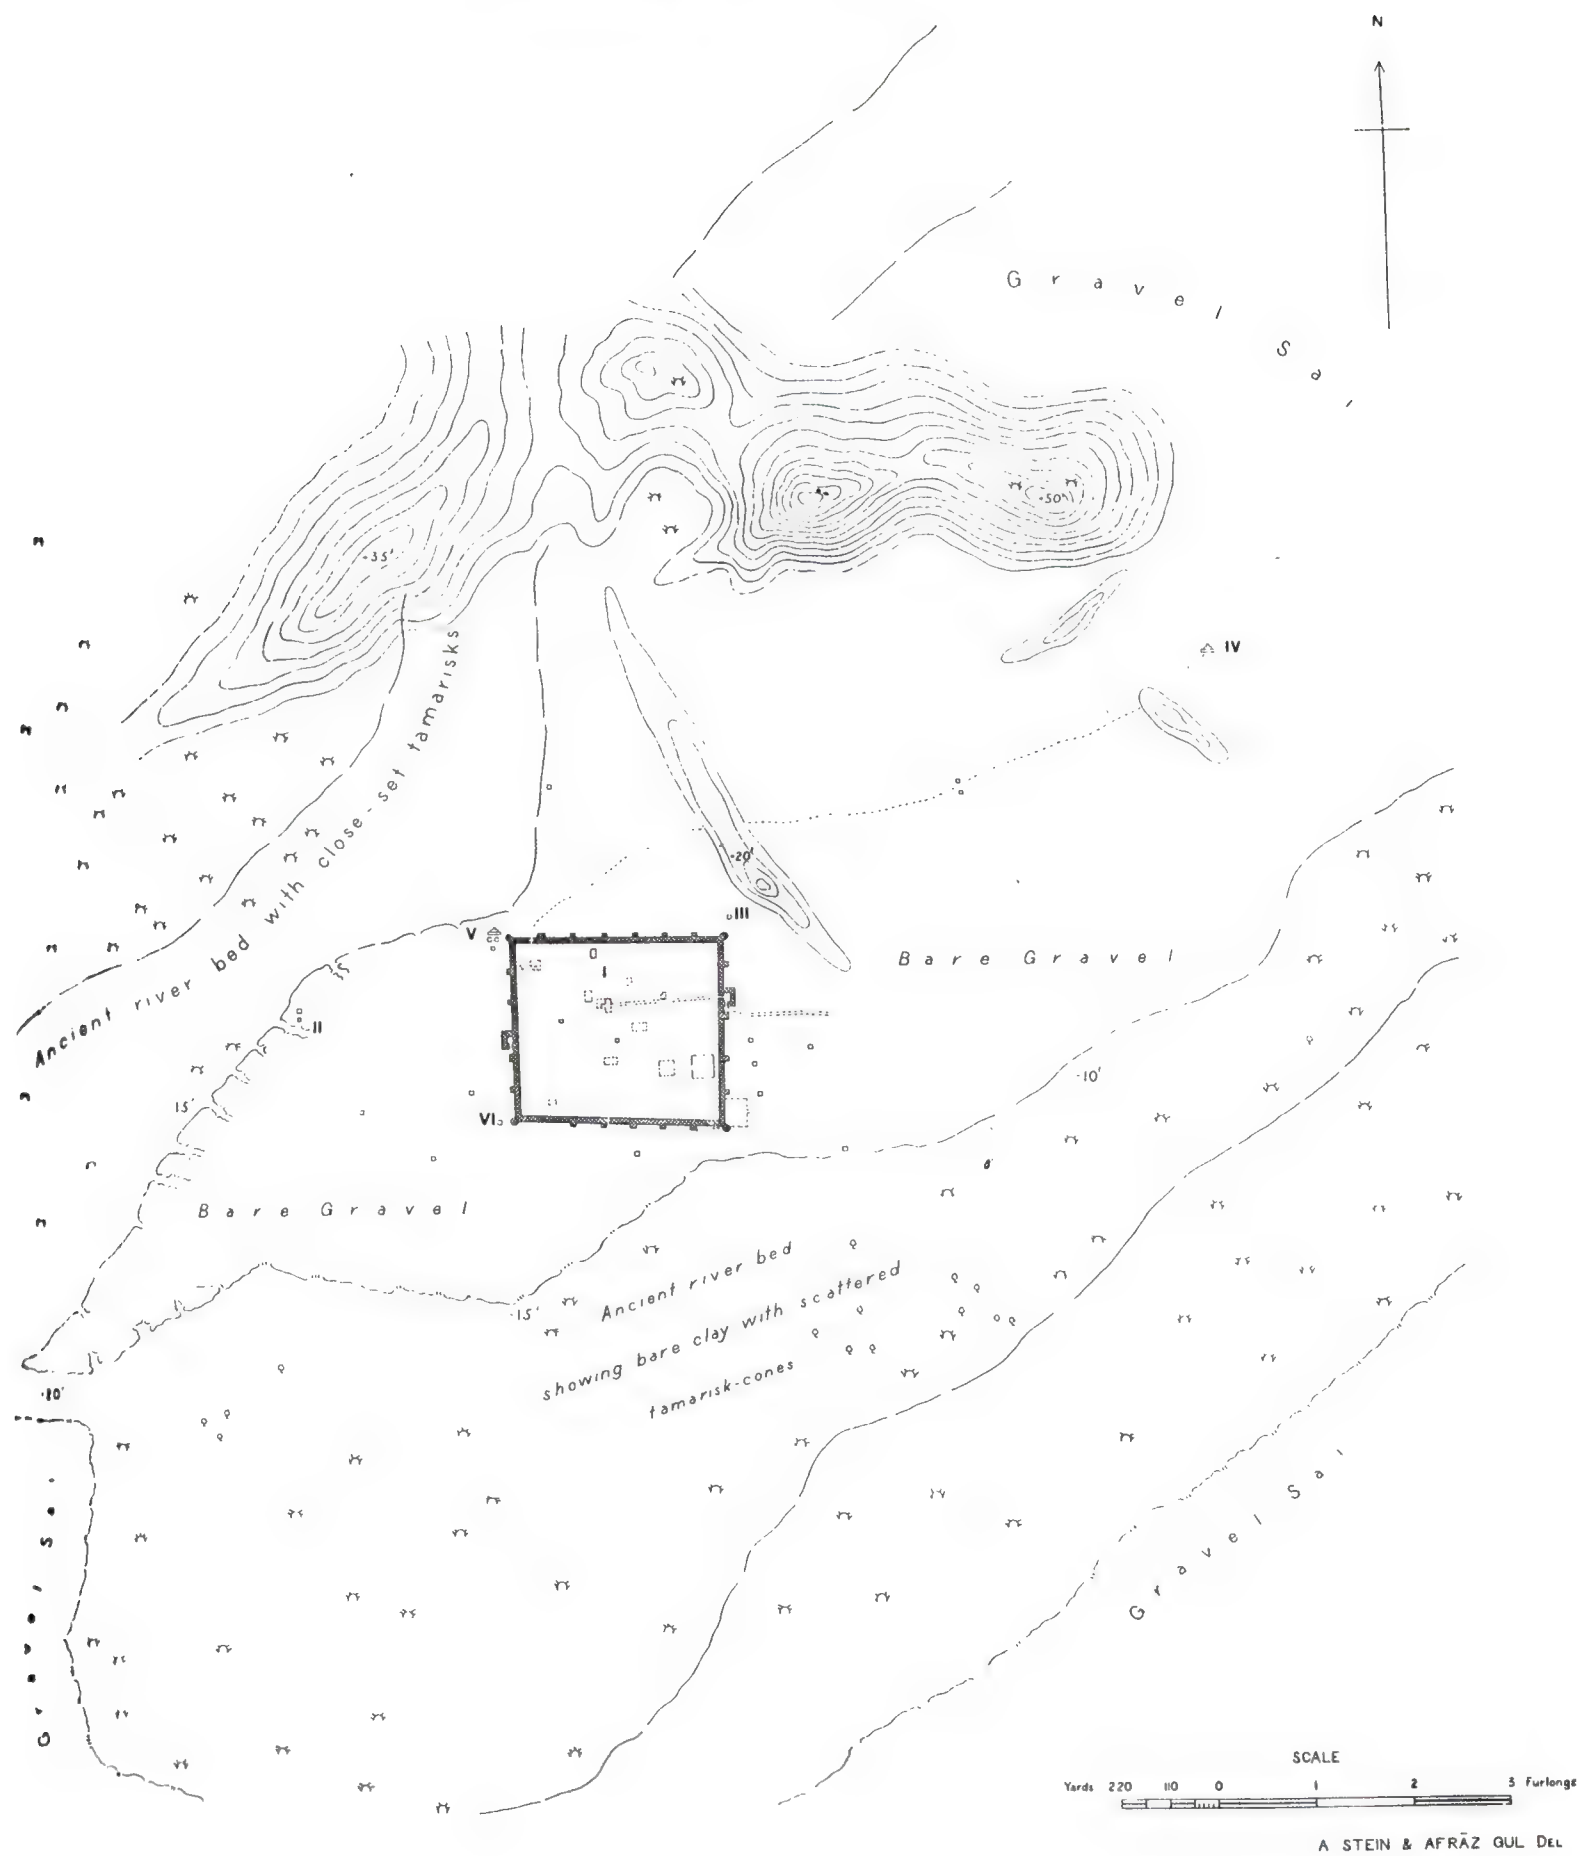 N
Gravel Sai
·35'
·50'
IV
Ancient river bed with close-set tamarisks
·20'
III
V
Bare Gravel
I
II
·10'
15'
VI
Bare Gravel
·15'
Ancient river bed
showing bare clay with scattered
tamarisk-cones
·10'
Gravel Sai
Gravel Sai
SCALE
Yards 220 110 0 1 2 3 Furlongs
A STEIN & AFRĀZ GUL DEL